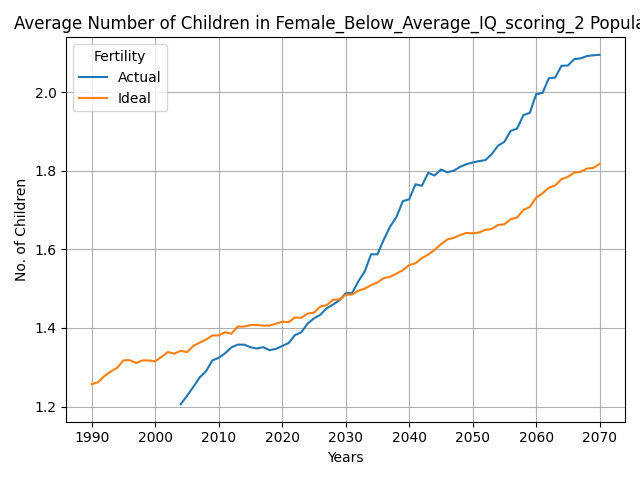 Average Number of Children in Female_Below_Average_IQ_scoring_2 Popula
Fertility
Actual
Ideal
No. of Children
2.0
1.8
1.6
1.4
1.2
1990 2000 2010 2020 2030 2040 2050 2060 2070
Years